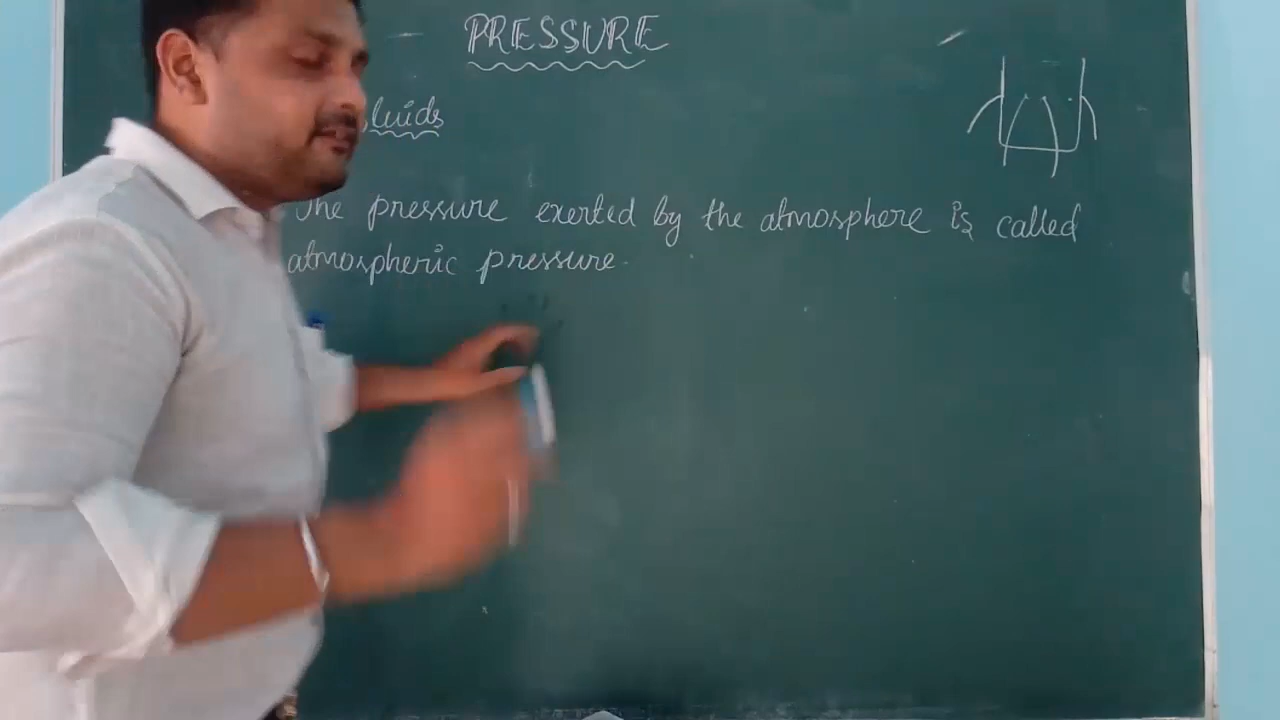 PRESSURE
luids
The pressure exerted by the atmosphere is called
atmospheric pressure.